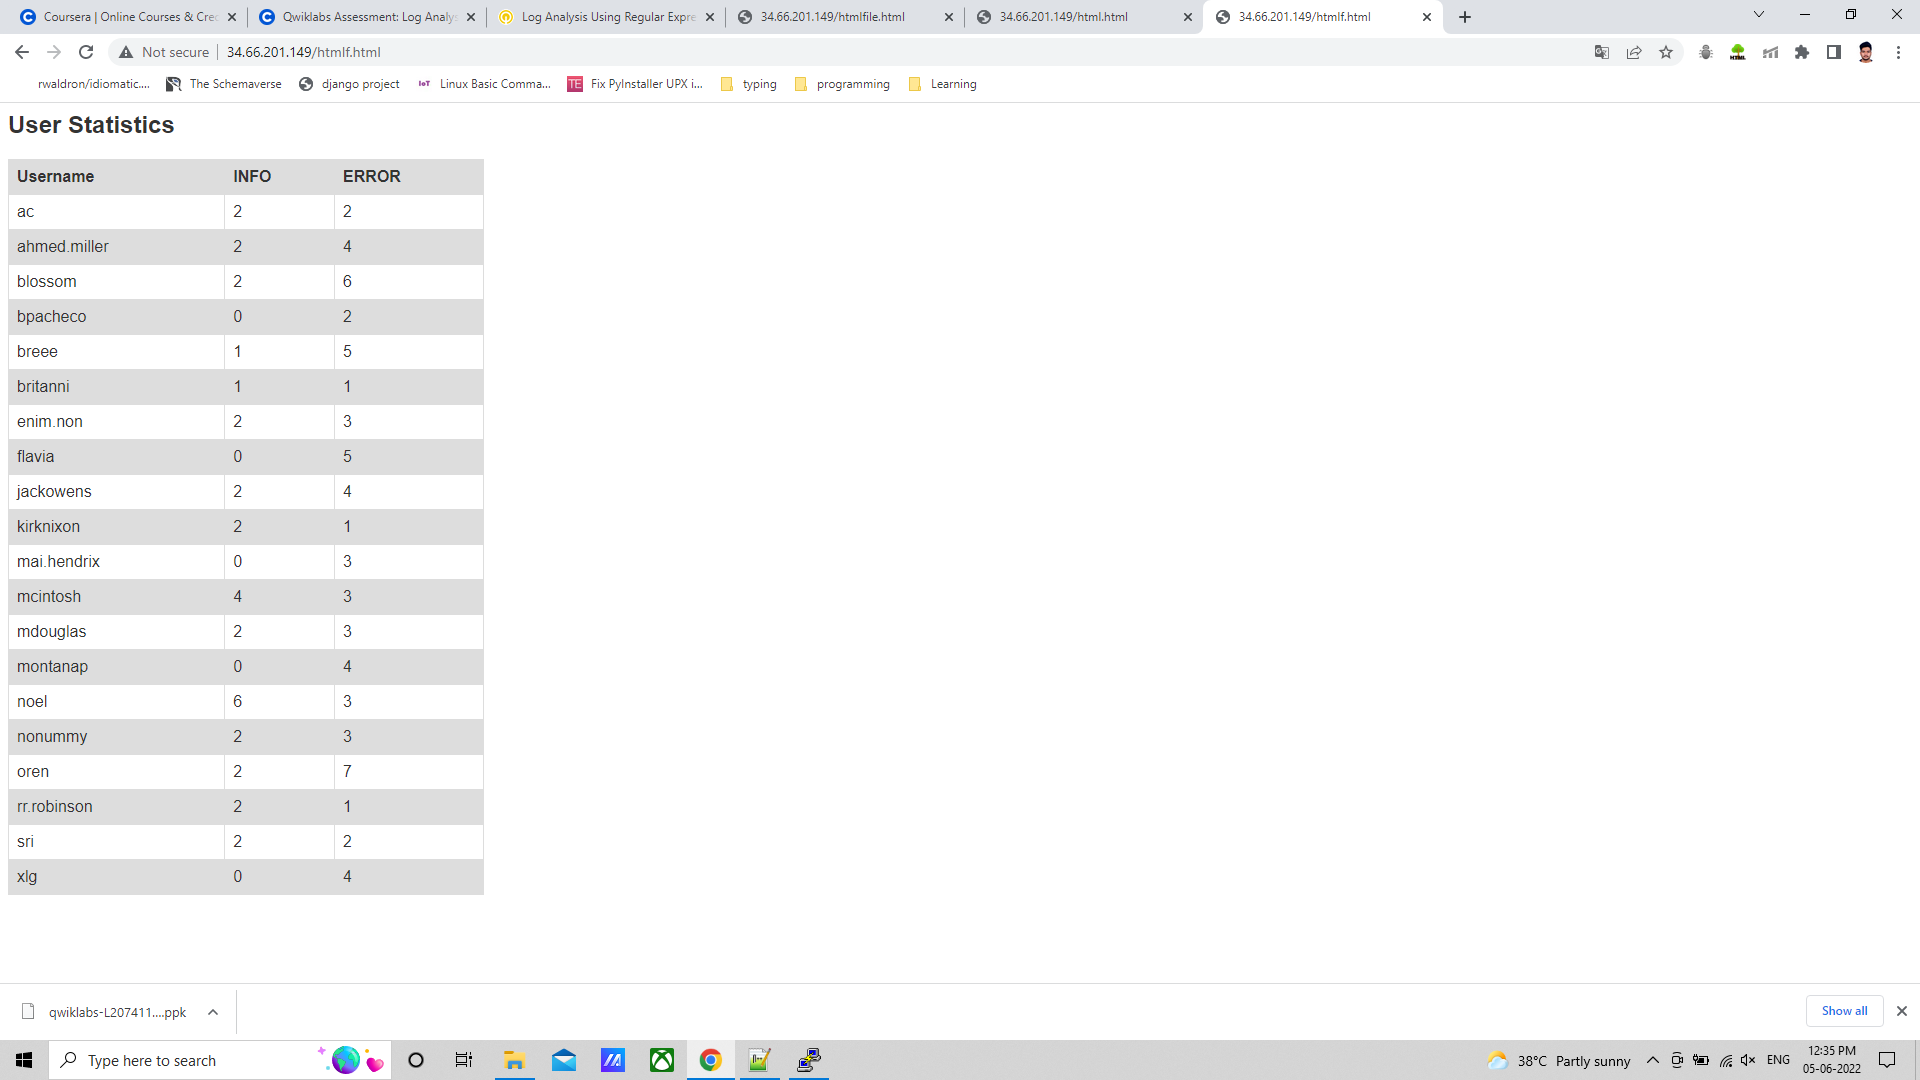 Coursera | Online Courses & Cre
Qwiklabs Assessment: Log Analys
Log Analysis Using Regular Expre
34.66.201.149/htmlfile.html
34.66.201.149/html.html
34.66.201.149/htmlf.html
Not secure | 34.66.201.149/htmlf.html
rwaldron/idiomatic....
The Schemaverse
django project
IoT Linux Basic Comma...
TE Fix PyInstaller UPX i...
typing
programming
Learning
User Statistics
Username INFO ERROR
ac 2 2
ahmed.miller 2 4
blossom 2 6
bpacheco 0 2
breee 1 5
britanni 1 1
enim.non 2 3
flavia 0 5
jackowens 2 4
kirknixon 2 1
mai.hendrix 0 3
mcintosh 4 3
mdouglas 2 3
montanap 0 4
noel 6 3
nonummy 2 3
oren 2 7
rr.robinson 2 1
sri 2 2
xlg 0 4
qwiklabs-L207411....ppk
Show all
Type here to search
38°C Partly sunny
ENG
12:35 PM
05-06-2022